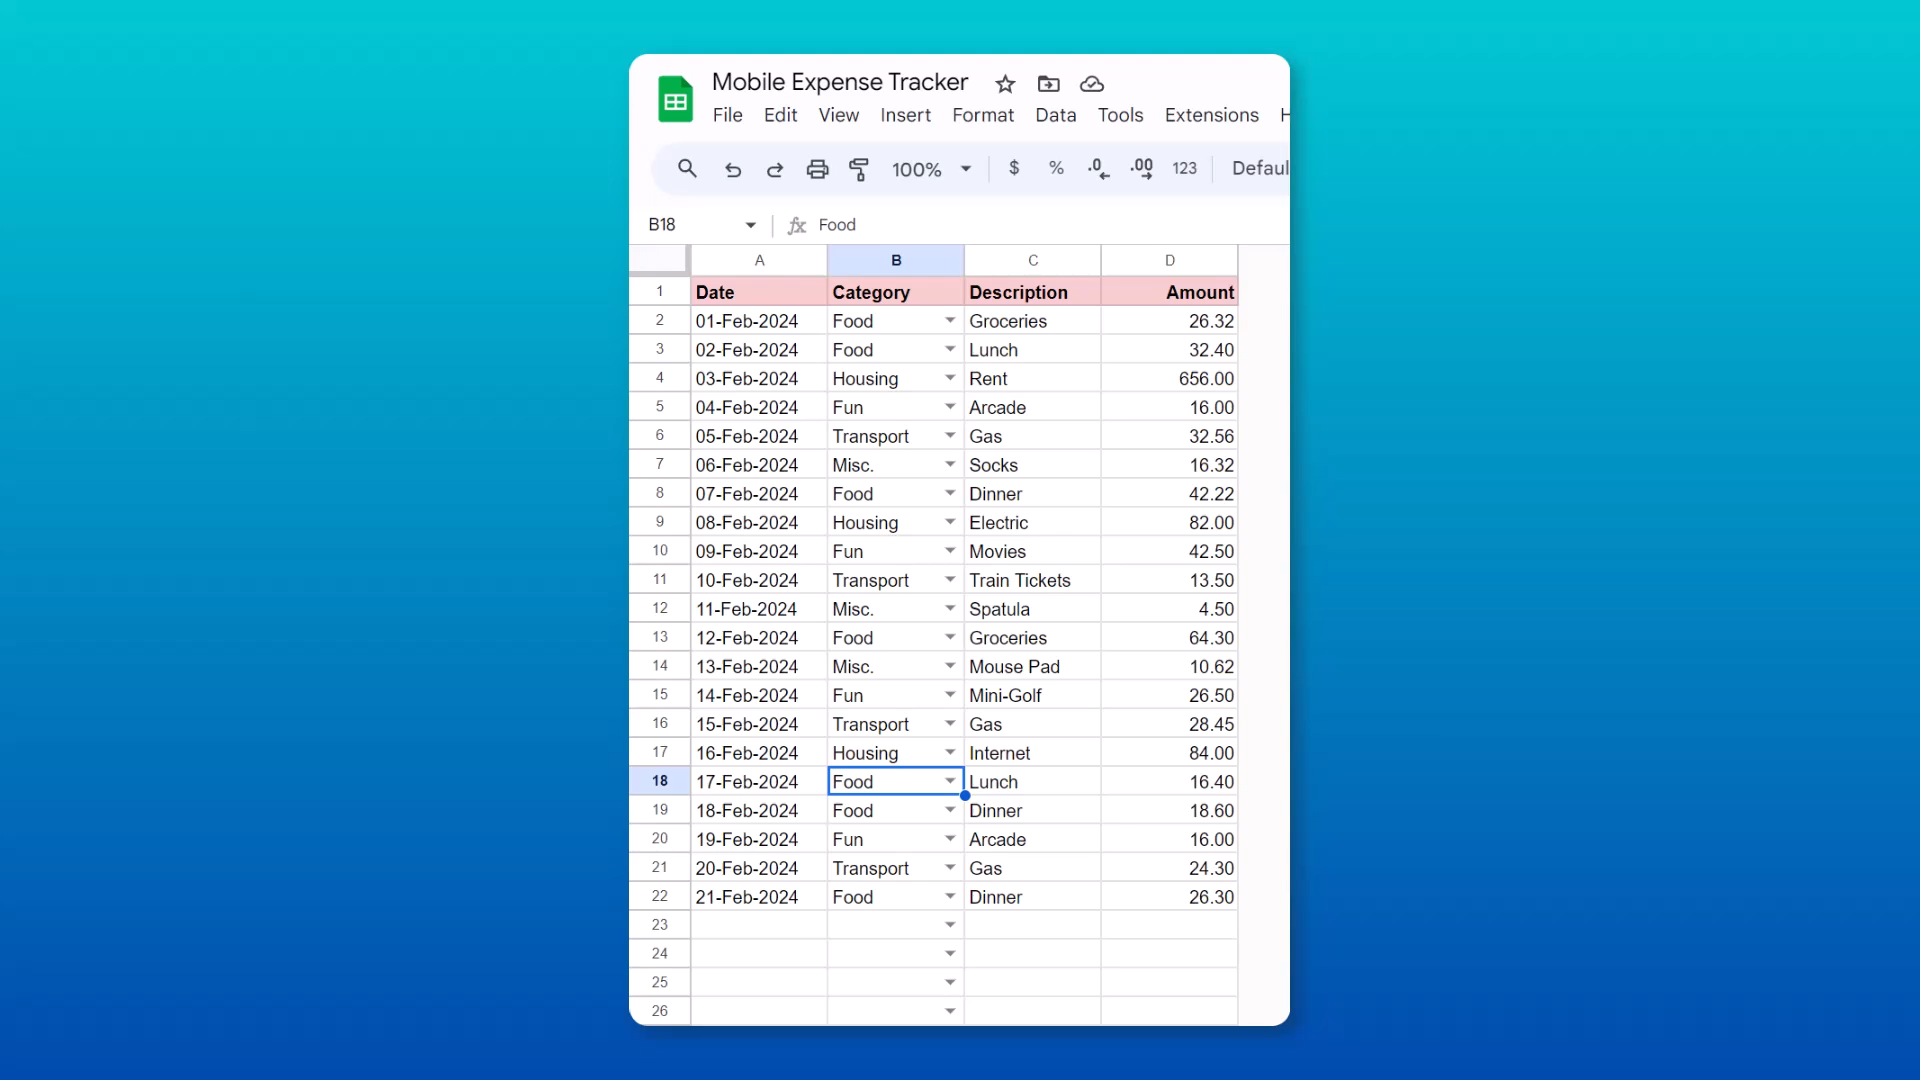 Mobile Expense Tracker
File Edit View Insert Format Data Tools Extensions H
100% $ % .0 .00 123 Defaul
B18 fx Food
A B C D
1 Date Category Description Amount
2 01-Feb-2024 Food Groceries 26.32
3 02-Feb-2024 Food Lunch 32.40
4 03-Feb-2024 Housing Rent 656.00
5 04-Feb-2024 Fun Arcade 16.00
6 05-Feb-2024 Transport Gas 32.56
7 06-Feb-2024 Misc. Socks 16.32
8 07-Feb-2024 Food Dinner 42.22
9 08-Feb-2024 Housing Electric 82.00
10 09-Feb-2024 Fun Movies 42.50
11 10-Feb-2024 Transport Train Tickets 13.50
12 11-Feb-2024 Misc. Spatula 4.50
13 12-Feb-2024 Food Groceries 64.30
14 13-Feb-2024 Misc. Mouse Pad 10.62
15 14-Feb-2024 Fun Mini-Golf 26.50
16 15-Feb-2024 Transport Gas 28.45
17 16-Feb-2024 Housing Internet 84.00
18 17-Feb-2024 Food Lunch 16.40
19 18-Feb-2024 Food Dinner 18.60
20 19-Feb-2024 Fun Arcade 16.00
21 20-Feb-2024 Transport Gas 24.30
22 21-Feb-2024 Food Dinner 26.30
23
24
25
26